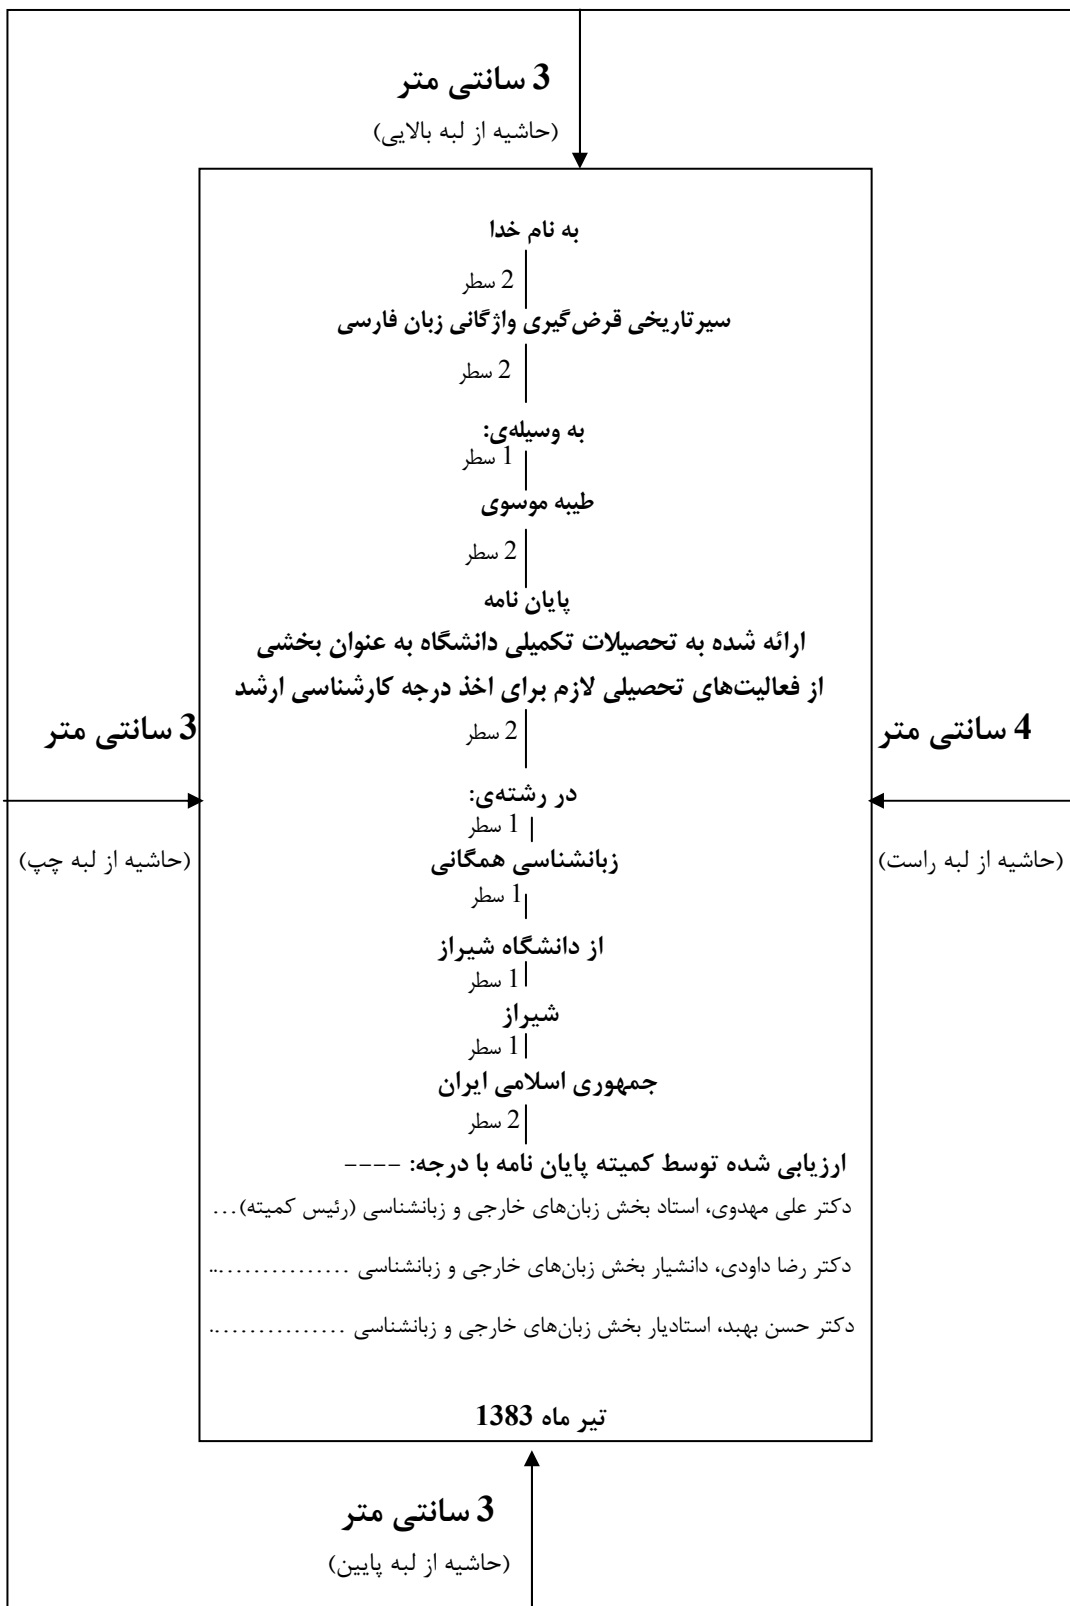 3 سانتی متر
(حاشیه از لبه بالایی)
به نام خدا
2 سطر
سیرتاریخی قرض‌گیری واژگانی زبان فارسی
2 سطر
به وسیله‌ی:
1 سطر
طیبه موسوی
2 سطر
پایان نامه
ارائه شده به تحصیلات تکمیلی دانشگاه به عنوان بخشی
از فعالیت‌های تحصیلی لازم برای اخذ درجه کارشناسی ارشد
2 سطر
4 سانتی متر
(حاشیه از لبه راست)
3 سانتی متر
(حاشیه از لبه چپ)
در رشته‌ی:
1 سطر
زبانشناسی همگانی
1 سطر
از دانشگاه شیراز
1 سطر
شیراز
1 سطر
جمهوری اسلامی ایران
2 سطر
ارزیابی شده توسط کمیته پایان نامه با درجه: ----
دکتر علی مهدوی، استاد بخش زبان‌های خارجی و زبانشناسی (رئیس کمیته)...
دکتر رضا داودی، دانشیار بخش زبان‌های خارجی و زبانشناسی .................
دکتر حسن بهبد، استادیار بخش زبان‌های خارجی و زبانشناسی ................
تیر ماه 1383
3 سانتی متر
(حاشیه از لبه پایین)